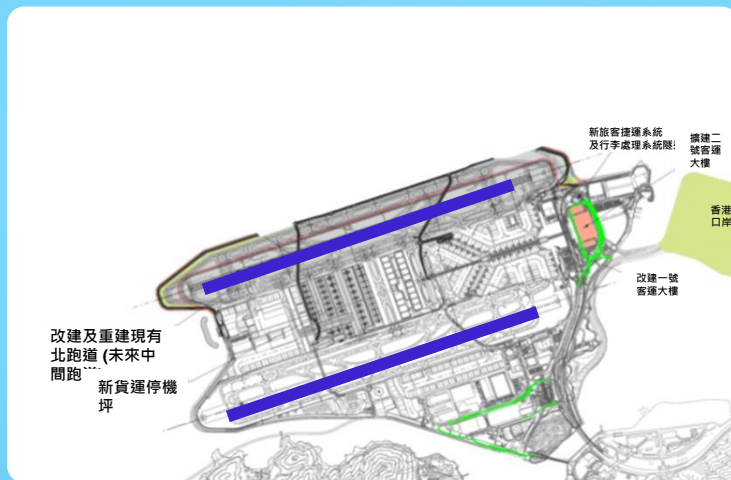 新旅客捷運系統
及行李處理系統隧
擴建二
號客運
大樓
香港
口岸
改建一號
客運大樓
改建及重建現有
北跑道 (未來中
間跑
新貨運停機
坪